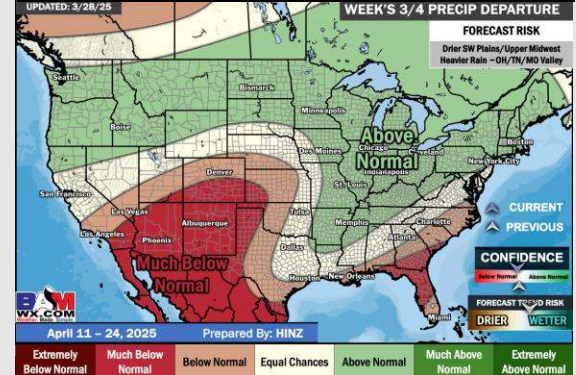 UPDATED: 3/28/25
WEEK'S 3/4 PRECIP DEPARTURE
FORECAST RISK
Drier SW Plains/Upper Midwest
Heavier Rain ~OH/TN/MO Valley
Seattle
Bismarck
Minneapolis
Boise
Above
Normal
Boston
Chicago
Cleveland
Des Moines
New York City
Indianapolis
Denver
St. Louis
San Francisco
Las Vegas
Tulsa
CURRENT
Los Angeles
Albuquerque
Memphis
Charlotte
PREVIOUS
Phoenix
Atlanta
Dallas
Much Below
Normal
CONFIDENCE
Below Normal
Above Normal
Houston
New Orleans
BAM
WX.COM
FORECAST TREND RISK
DRIER
WETTER
Miami
April 11 – 24, 2025
Prepared By: HINZ
Extremely
Below Normal
Much Below
Normal
Below Normal
Equal Chances
Above Normal
Much Above
Normal
Extremely
Above Normal